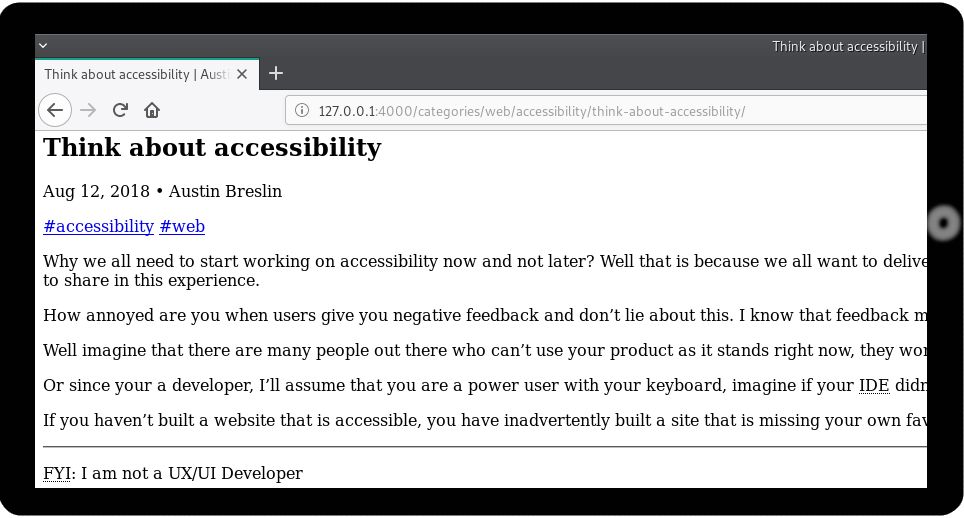 Think about accessibility |
Think about accessibility | Aust
127.0.0.1:4000/categories/web/accessibility/think-about-accessibility/
Think about accessibility
Aug 12, 2018 • Austin Breslin
#accessibility #web
Why we all need to start working on accessibility now and not later? Well that is because we all want to delive
to share in this experience.
How annoyed are you when users give you negative feedback and don’t lie about this. I know that feedback m
Well imagine that there are many people out there who can’t use your product as it stands right now, they wor
Or since your a developer, I’ll assume that you are a power user with your keyboard, imagine if your IDE didn
If you haven’t built a website that is accessible, you have inadvertently built a site that is missing your own fav
FYI: I am not a UX/UI Developer